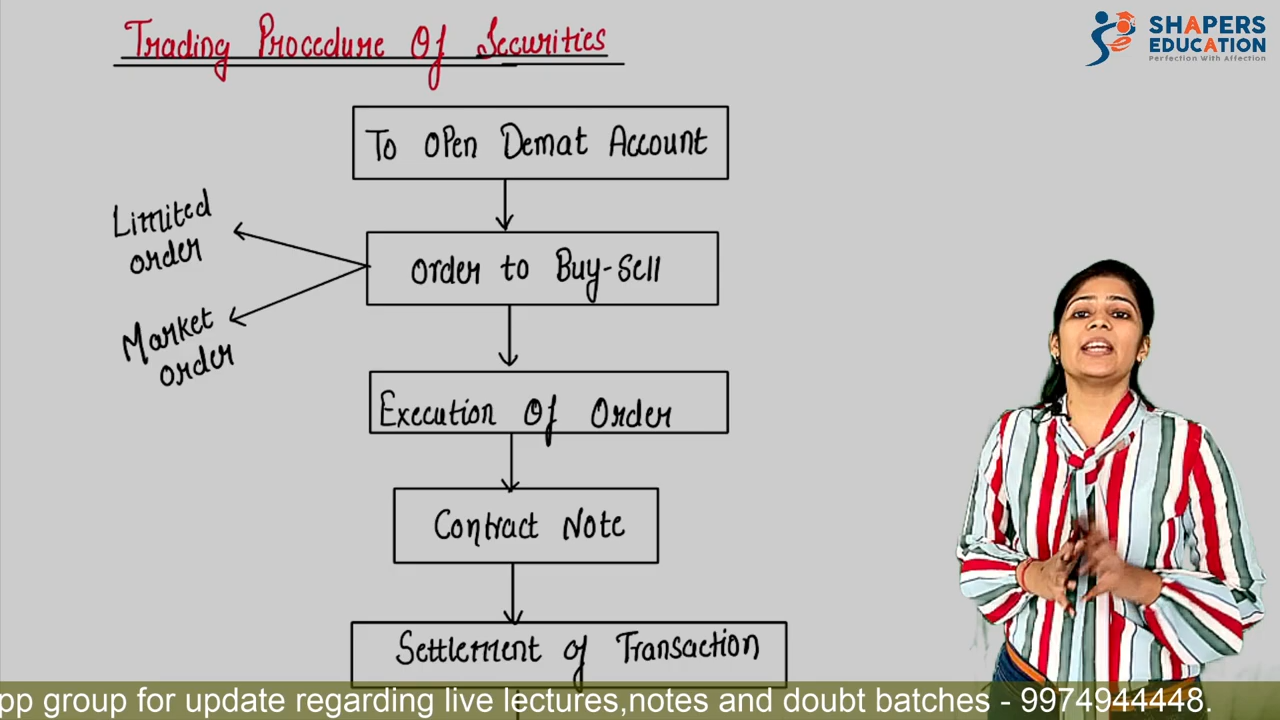 Trading Procedure Of Securities
SHAPERS
EDUCATION
Perfection With Affection
To Open Demat Account
Limited
order
Order to Buy-Sell
Market
order
Execution Of Order
Contract Note
Settlement of Transaction
pp group for update regarding live lectures,notes and doubt batches - 9974944448.